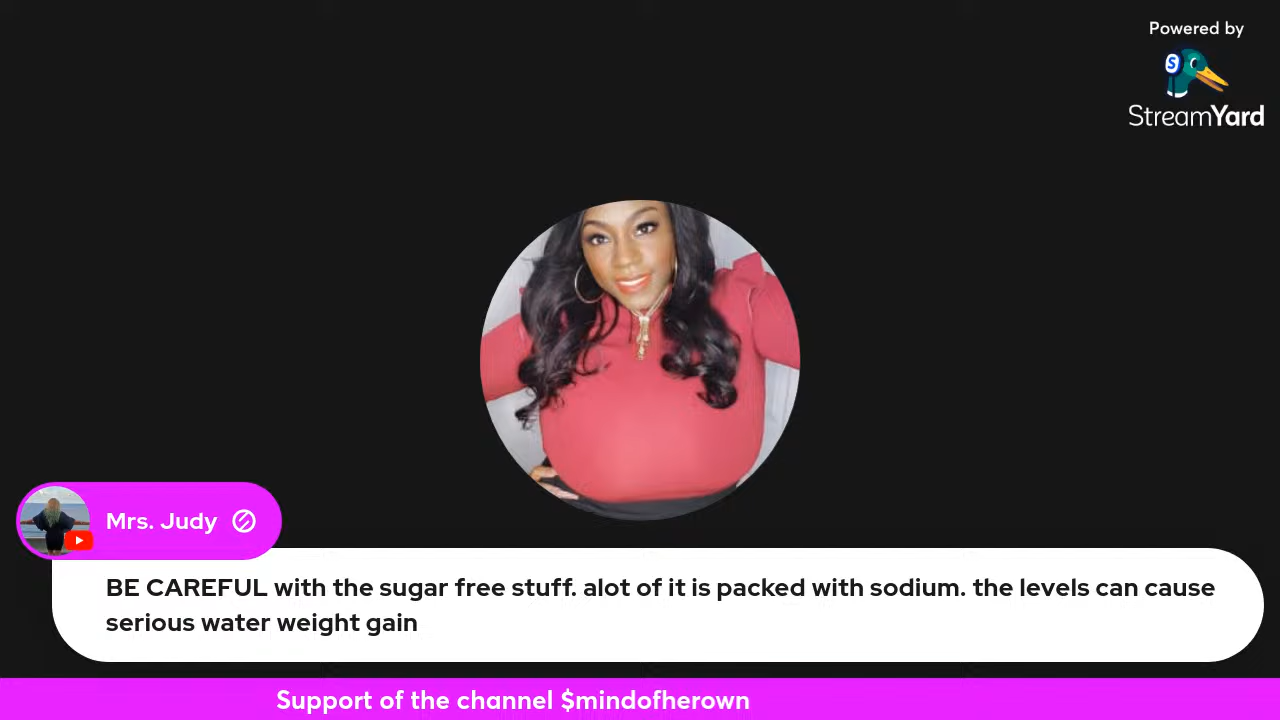 Powered by
S
StreamYard
Mrs. Judy
BE CAREFUL with the sugar free stuff. alot of it is packed with sodium. the levels can cause
serious water weight gain
Support of the channel $mindofherown